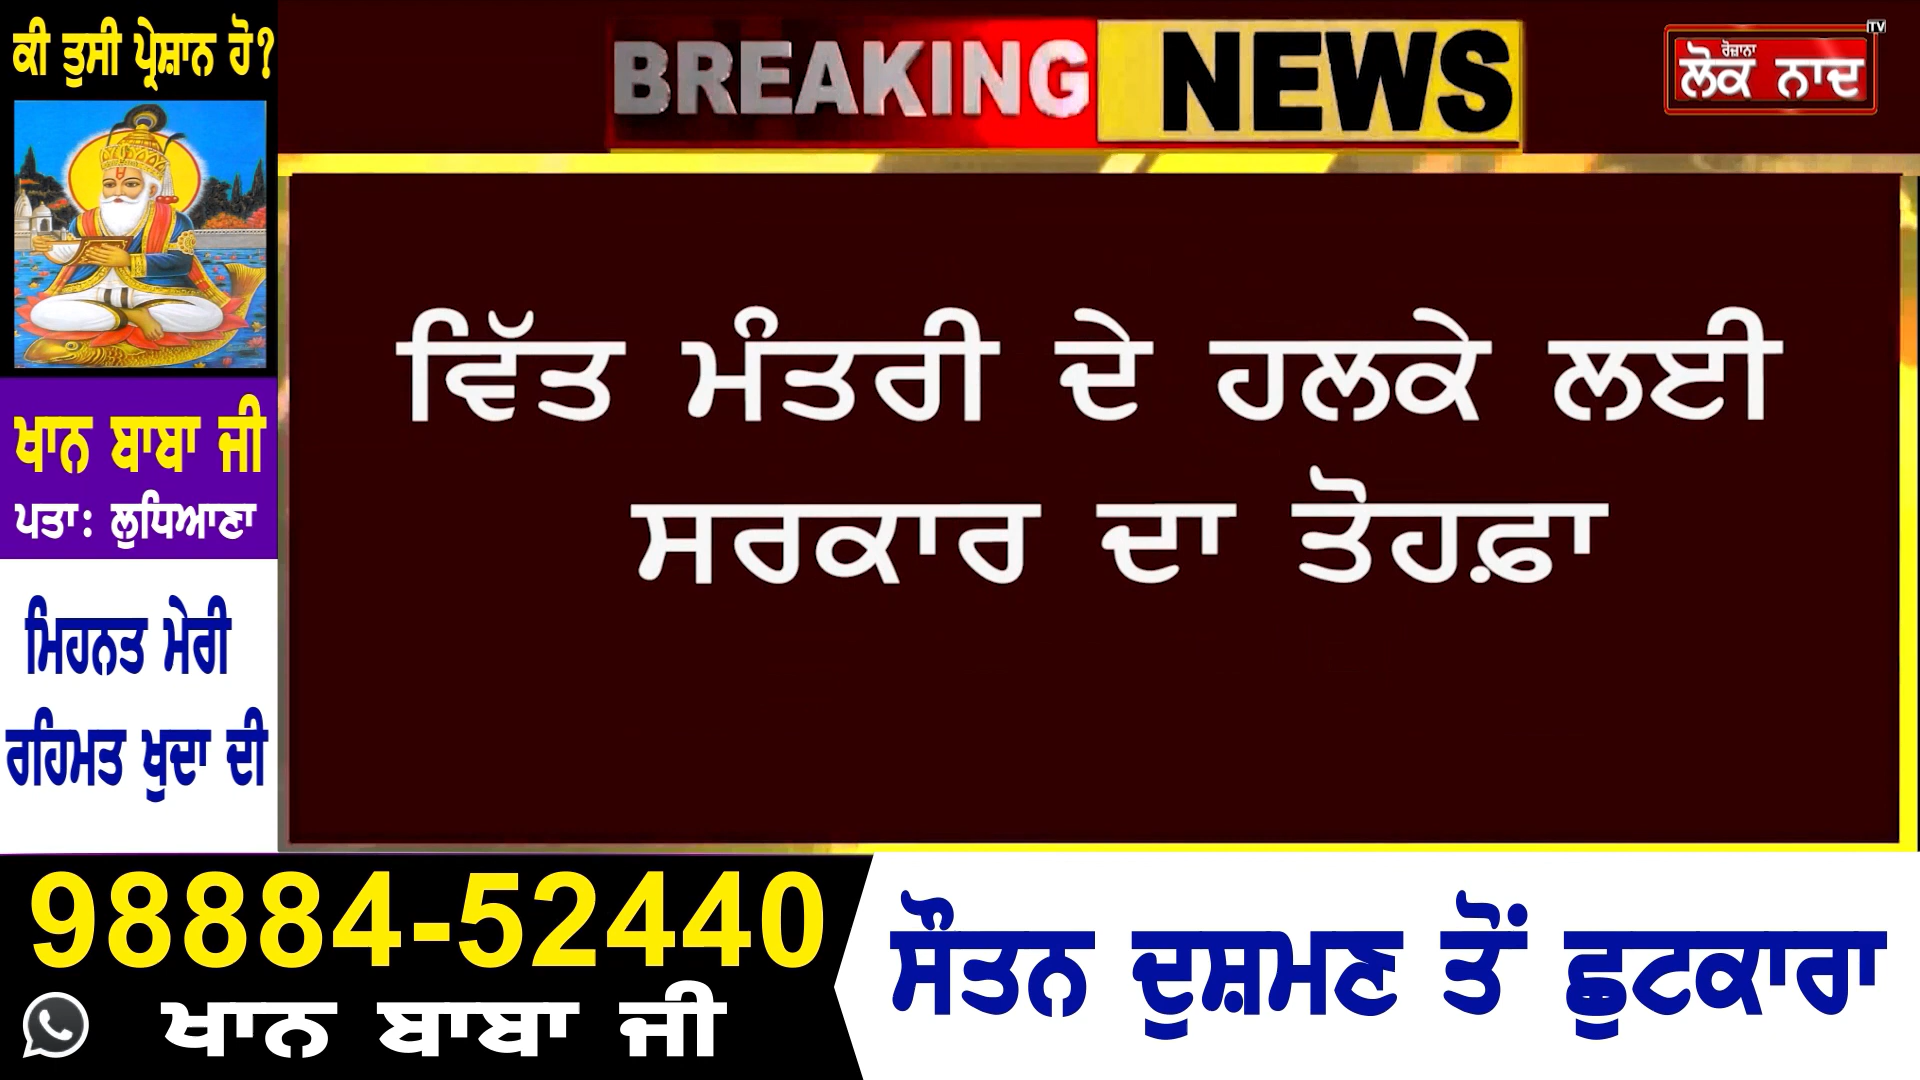 ਕੀ ਤੁਸੀ ਪ੍ਰੇਸ਼ਾਨ ਹੋ?
BREAKING NEWS
TV
ਰੋਜ਼ਾਨਾ
ਲੋਕ ਨਾਦ
ਵਿੱਤ ਮੰਤਰੀ ਦੇ ਹਲਕੇ ਲਈ
ਸਰਕਾਰ ਦਾ ਤੋਹਫ਼ਾ
ਖਾਨ ਬਾਬਾ ਜੀ
ਪਤਾ: ਲੁਧਿਆਣਾ
ਮਿਹਨਤ ਮੇਰੀ
ਰਹਿਮਤ ਖੁਦਾ ਦੀ
98884-52440
ਖਾਨ ਬਾਬਾ ਜੀ
ਸੌਤਨ ਦੁਸ਼ਮਣ ਤੋਂ ਛੁਟਕਾਰਾ